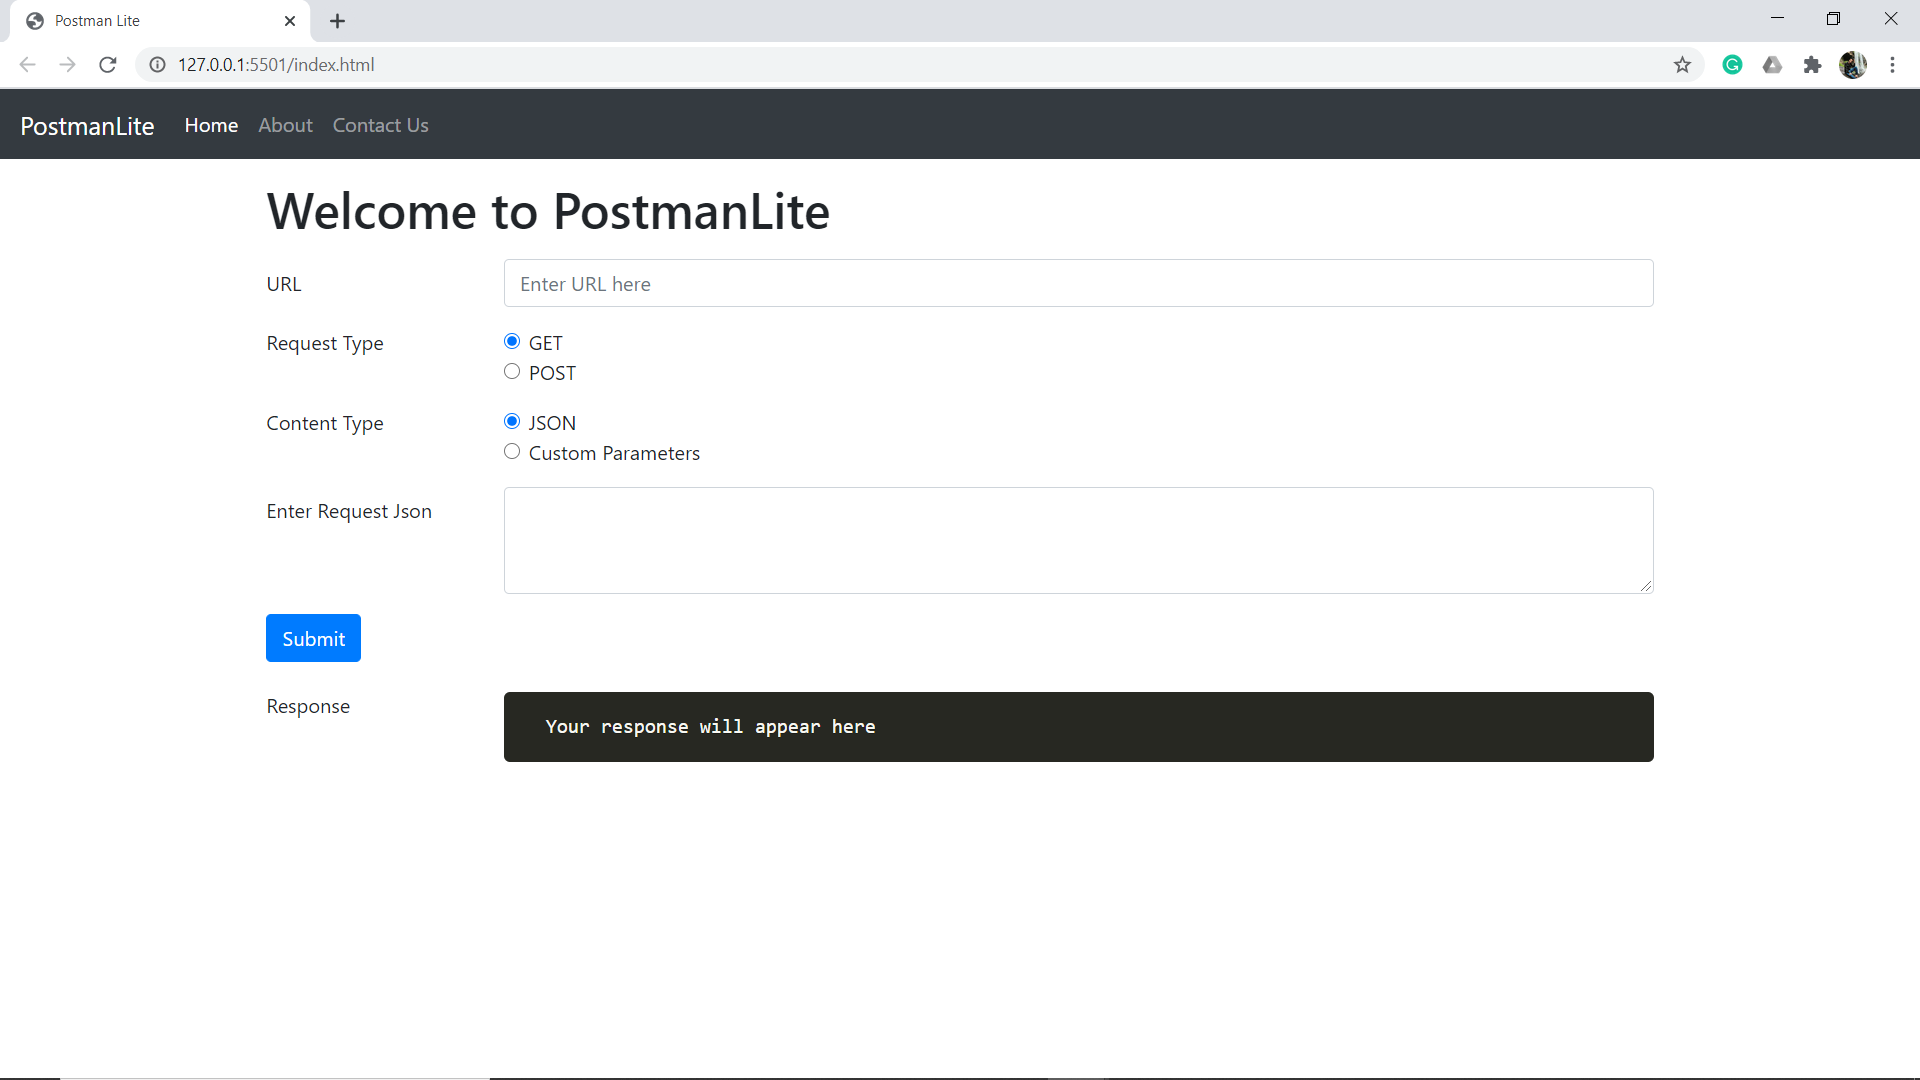 Postman Lite
127.0.0.1:5501/index.html
PostmanLite Home About Contact Us
Welcome to PostmanLite
URL Enter URL here
Request Type GET
POST
Content Type JSON
Custom Parameters
Enter Request Json
Submit
Response Your response will appear here